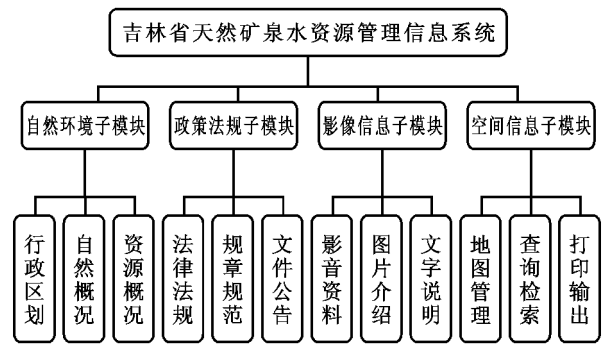 吉林省天然矿泉水资源管理信息系统
自然环境子模块
政策法规子模块
影像信息子模块
空间信息子模块
行政区划
自然概况
资源概况
法律法规
规章规范
文件公告
影音资料
图片介绍
文字说明
地图管理
查询检索
打印输出